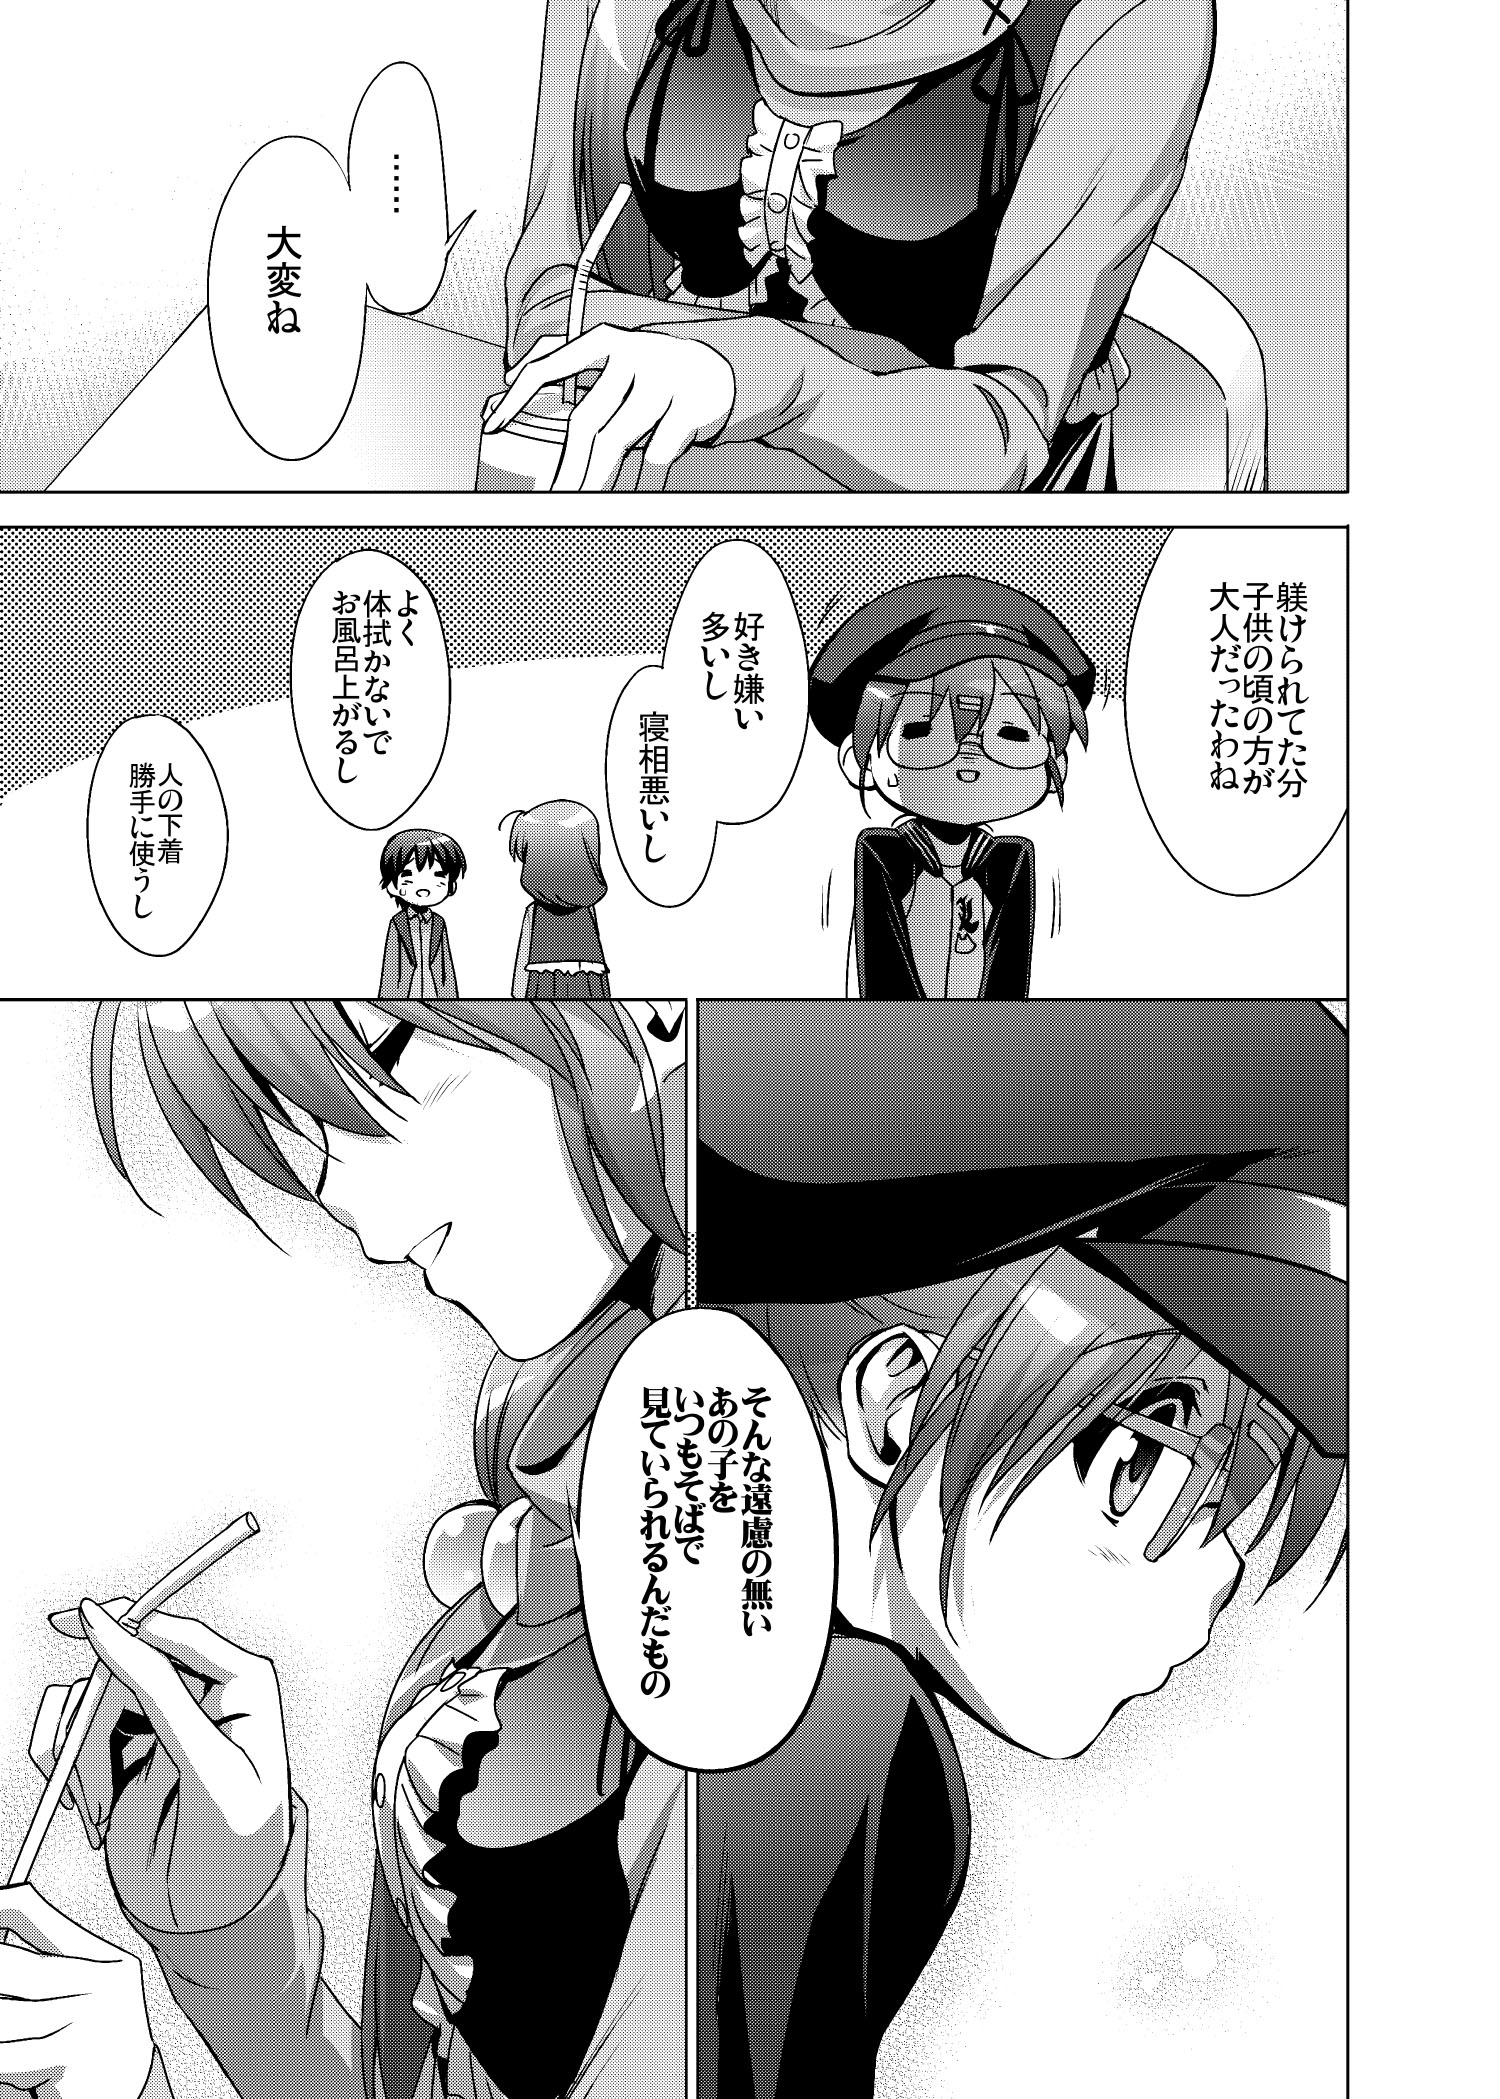 ……
大変ね
躾けられてた分
子供の頃の方が
大人だったわね
好き嫌い
多いし
寝相悪いし
よく
体拭かないで
お風呂上がるし
人の下着
勝手に使うし
そんな遠慮の無い
あの子を
いつもそばで
見ていられるんだもの